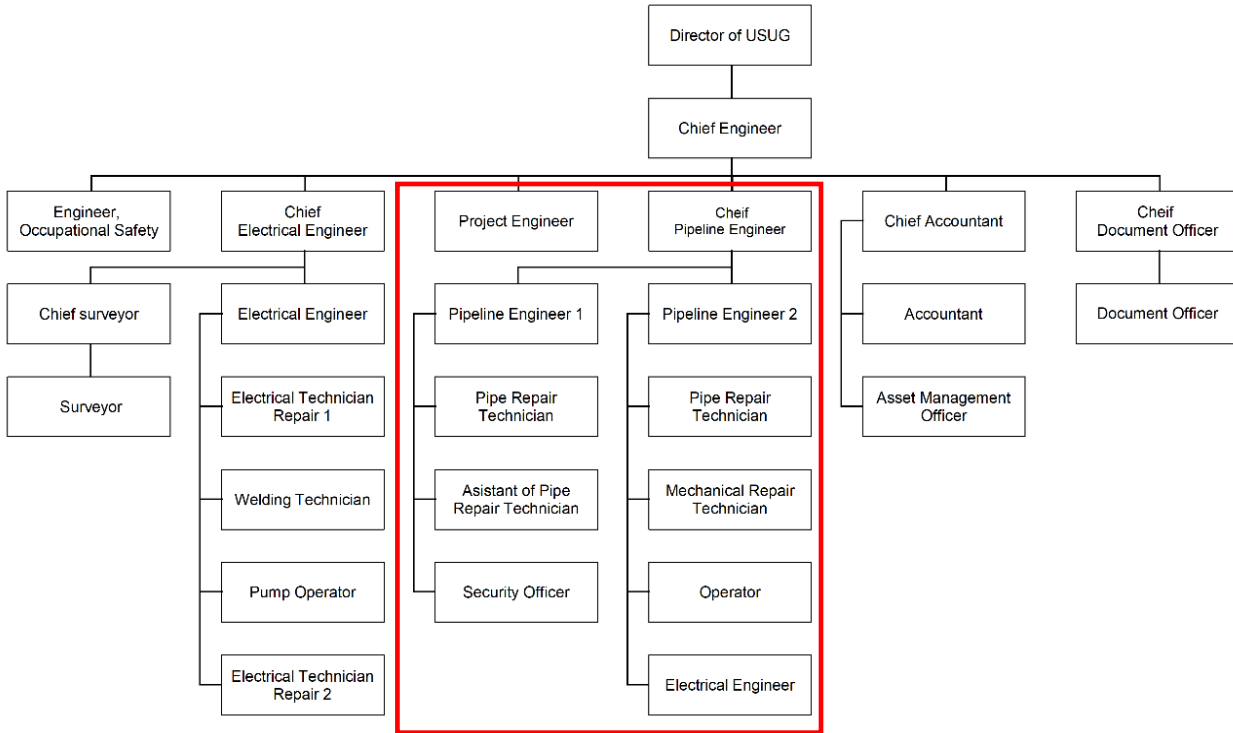 Director of USUG
Chief Engineer
Engineer,
Occupational Safety
Chief
Electrical Engineer
Project Engineer
Cheif
Pipeline Engineer
Chief Accountant
Cheif
Document Officer
Chief surveyor
Electrical Engineer
Pipeline Engineer 1
Pipeline Engineer 2
Accountant
Document Officer
Surveyor
Electrical Technician
Repair 1
Pipe Repair
Technician
Pipe Repair
Technician
Asset Management
Officer
Welding Technician
Asistant of Pipe
Repair Technician
Mechanical Repair
Technician
Pump Operator
Security Officer
Operator
Electrical Technician
Repair 2
Electrical Engineer